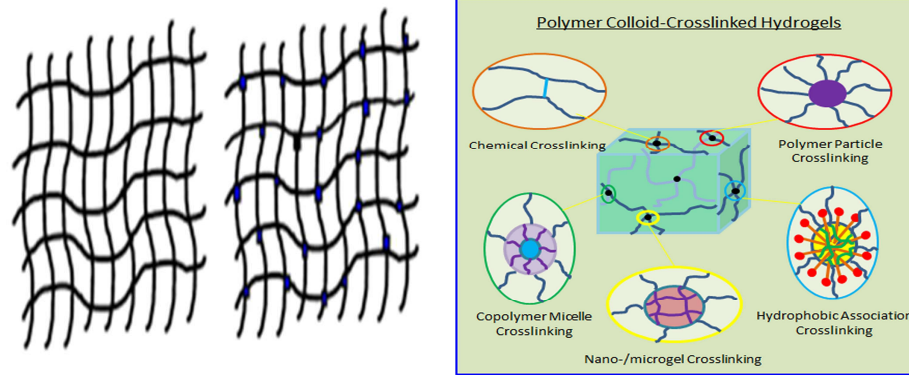 Polymer Colloid-Crosslinked Hydrogels
Chemical Crosslinking
Polymer Particle
Crosslinking
Copolymer Micelle
Crosslinking
Hydrophobic Association
Crosslinking
Nano-/microgel Crosslinking